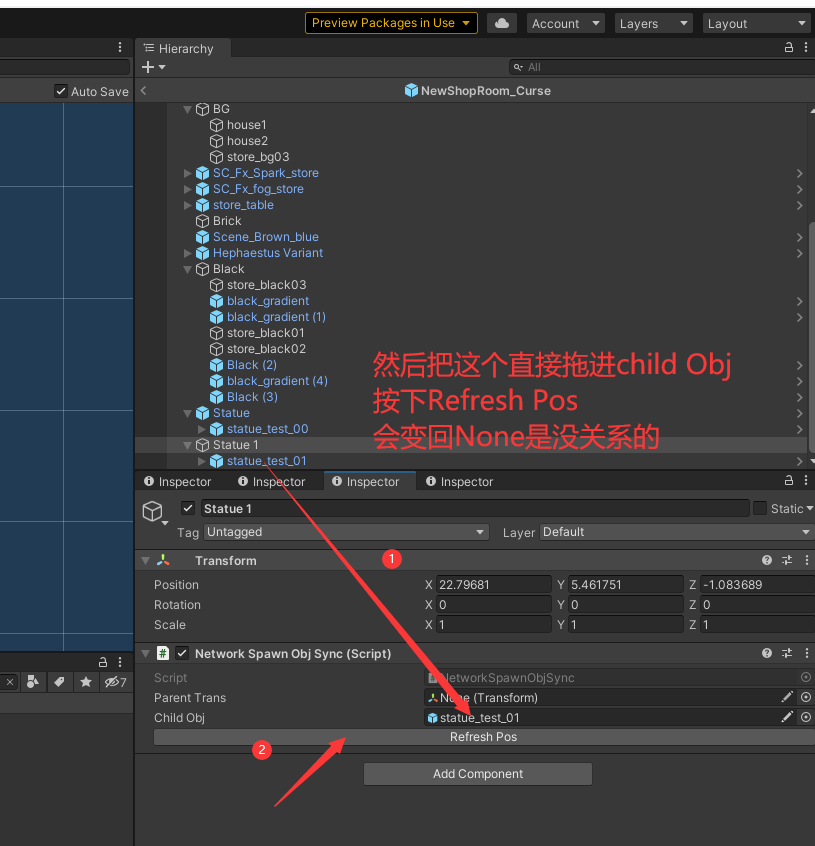 Preview Packages in Use
Account
Layers
Layout
Hierarchy
All
Auto Save
NewShopRoom_Curse
BG
house1
house2
store_bg03
SC_Fx_Spark_store
SC_Fx_fog_store
store_table
Brick
Scene_Brown_blue
Hephaestus Variant
Black
store_black03
black_gradient
black_gradient (1)
store_black01
store_black02
Black (2)
black_gradient (4)
Black (3)
Statue
statue_test_00
Statue 1
statue_test_01
然后把这个直接拖进child Obj
按下Refresh Pos
会变回None是没关系的
Inspector Inspector Inspector Inspector
Statue 1 Static
Tag Untagged Layer Default
Transform
1
Position X 22.79681 Y 5.461751 Z -1.083689
Rotation X 0 Y 0 Z 0
Scale X 1 Y 1 Z 1
# Network Spawn Obj Sync (Script)
Script NetworkSpawnObjSync
7
Parent Trans None (Transform)
Child Obj statue_test_01
Refresh Pos
2
Add Component